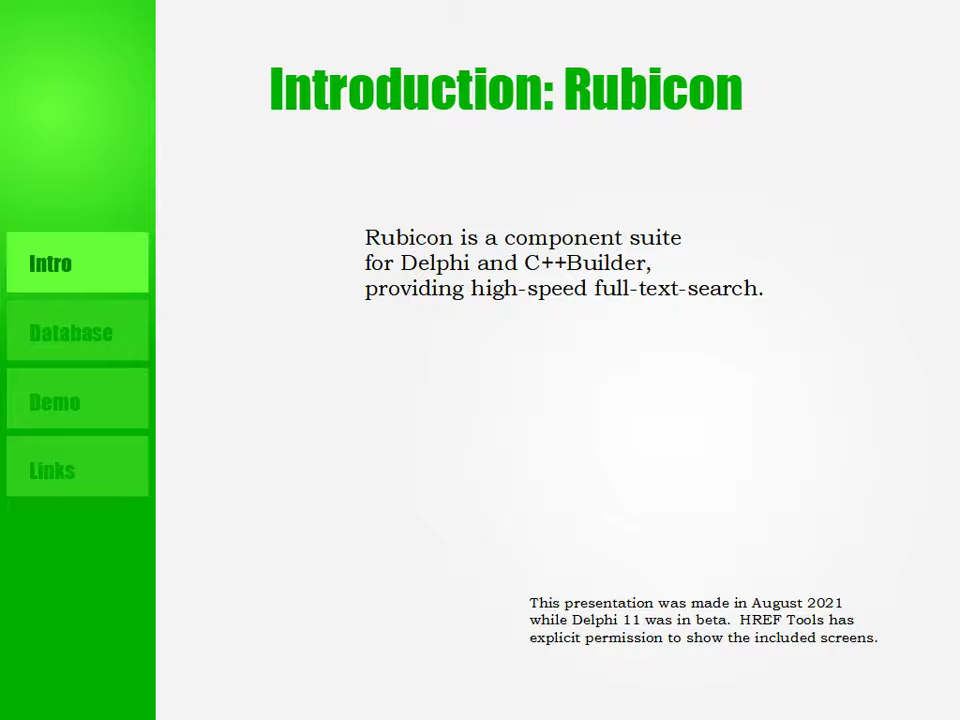 Introduction: Rubicon
Rubicon is a component suite
for Delphi and C++Builder,
providing high-speed full-text-search.
Intro
Database
Demo
Links
This presentation was made in August 2021
while Delphi 11 was in beta.  HREF Tools has
explicit permission to show the included screens.